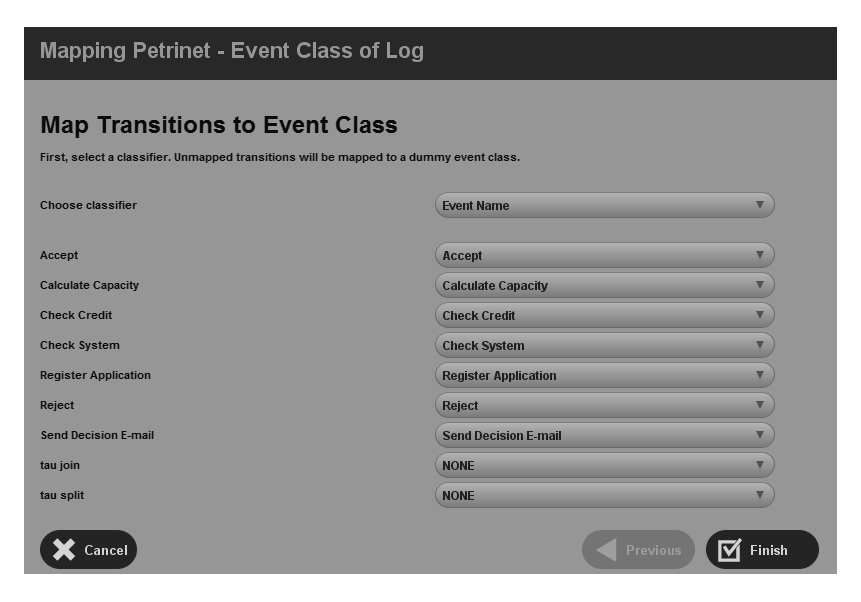 Mapping Petrinet - Event Class of Log
Map Transitions to Event Class
First, select a classifier. Unmapped transitions will be mapped to a dummy event class.
Choose classifier Event Name
Accept Accept
Calculate Capacity Calculate Capacity
Check Credit Check Credit
Check System Check System
Register Application Register Application
Reject Reject
Send Decision E-mail Send Decision E-mail
tau join NONE
tau split NONE
Cancel Previous Finish